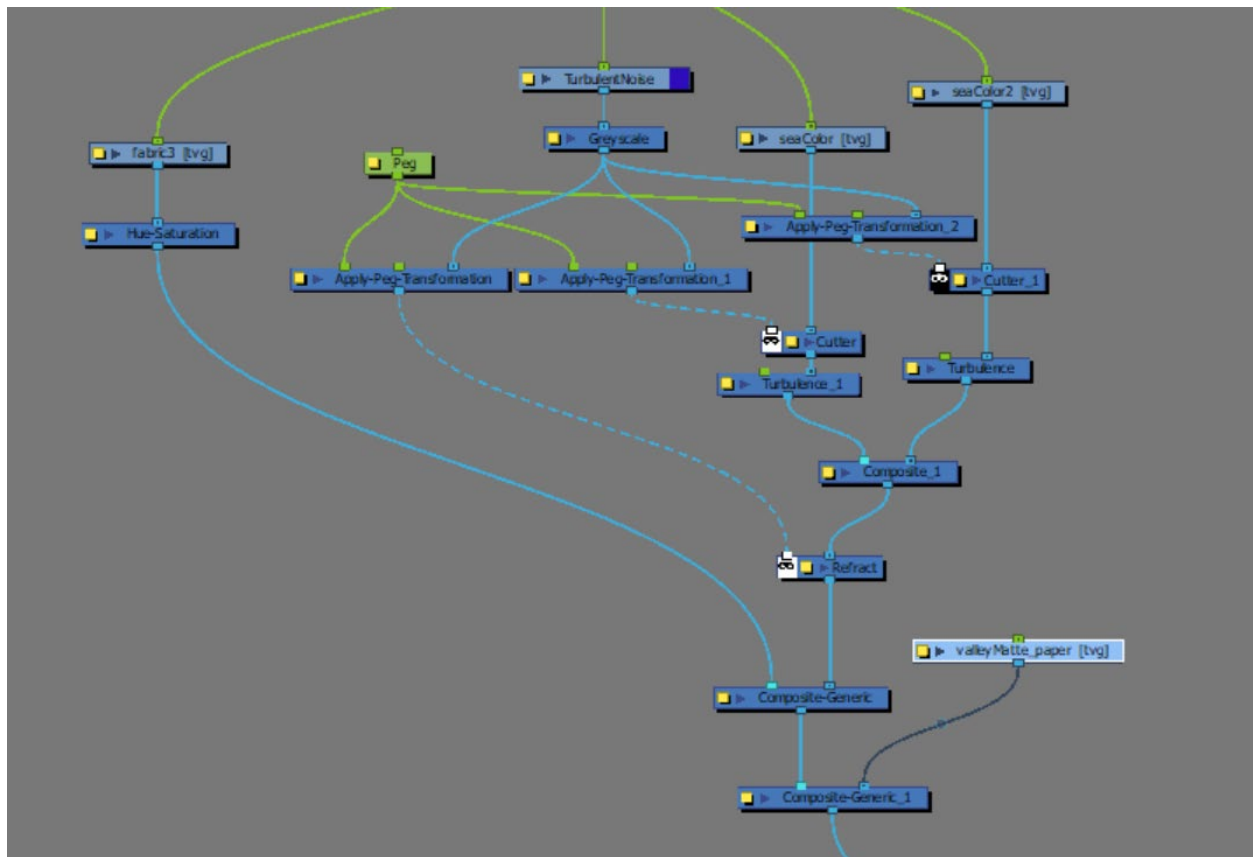 TurbulentNoise
seaColor2 [tvg]
Greyscale
seaColor [tvg]
fabric3 [tvg]
Peg
Hue-Saturation
Apply-Peg-Transformation_2
Apply-Peg-Transformation
Apply-Peg-Transformation_1
Cutter_1
Cutter
Turbulence
Turbulence_1
Composite_1
Refract
valleyMatte_paper [tvg]
Composite-Generic
Composite-Generic_1